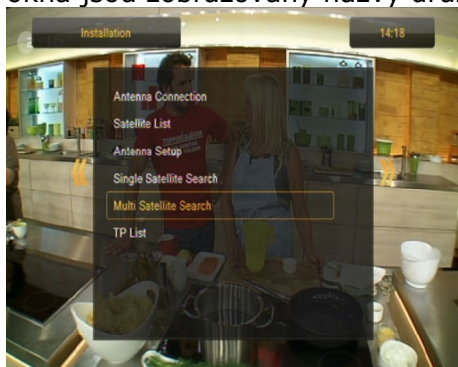 okna jsou zobrazovány názvy
Installation
14:18
Antenna Connection
Satellite List
Antenna Setup
Single Satellite Search
Multi Satellite Search
TP List